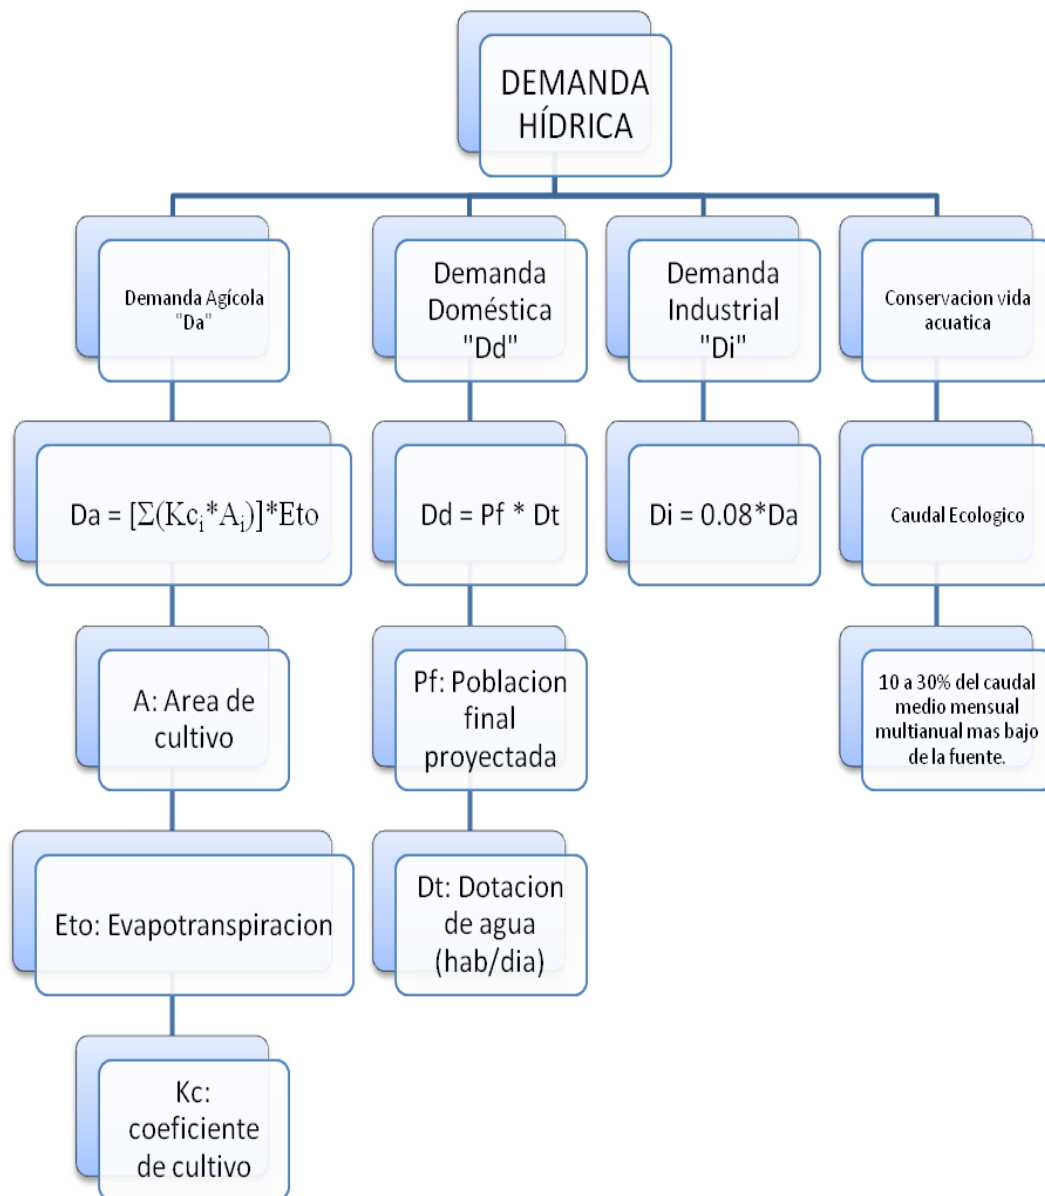 DEMANDA
HÍDRICA
Demanda Agícola
"Da"
Demanda
Doméstica
"Dd"
Demanda
Industrial
"Di"
Conservacion vida
acuatica
Da = [Σ(Kcᵢ*Aᵢ)]*Eto
Dd = Pf * Dt
Di = 0.08*Da
Caudal Ecologico
A: Area de
cultivo
Pf: Poblacion
final
proyectada
10 a 30% del caudal
medio mensual
multianual mas bajo
de la fuente.
Eto: Evapotranspiracion
Dt: Dotacion
de agua
(hab/dia)
Kc:
coeficiente
de cultivo